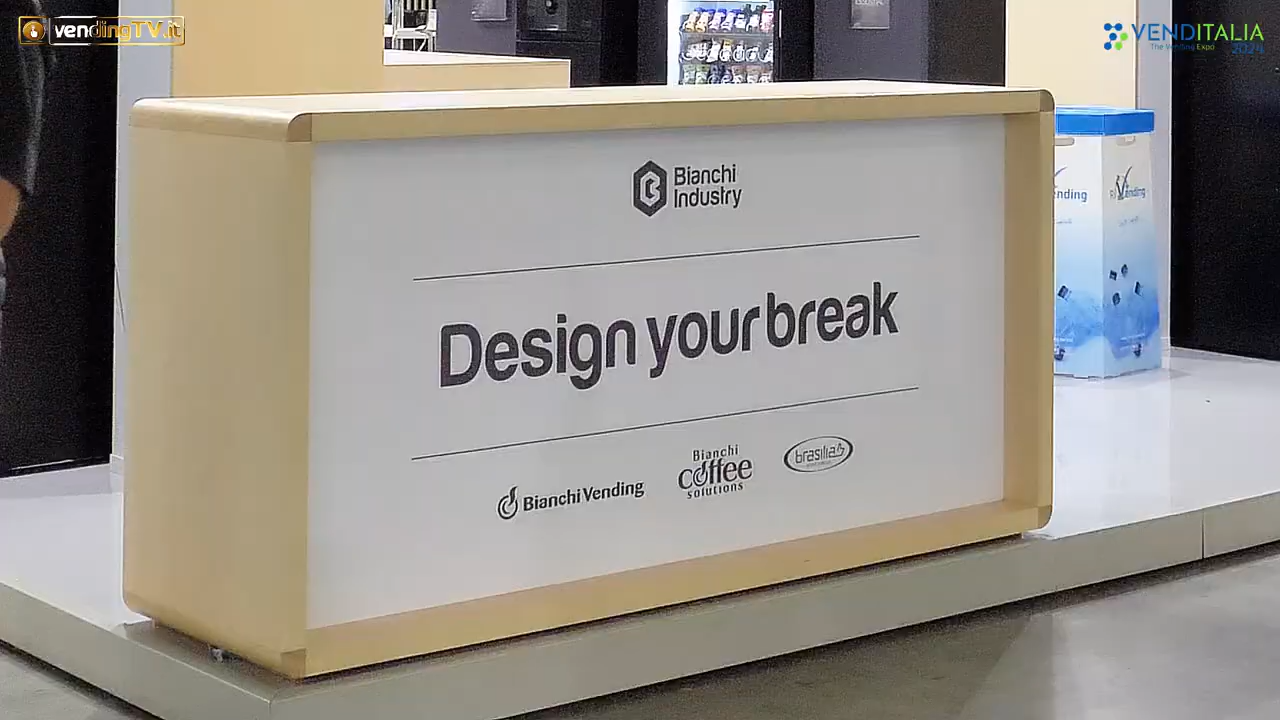 vendingTV.it
VENDITALIA
The Vending Expo 2024
Bianchi
Industry
Design your break
Bianchi Vending
Bianchi
coffee
solutions
brasilia
ending
Vending